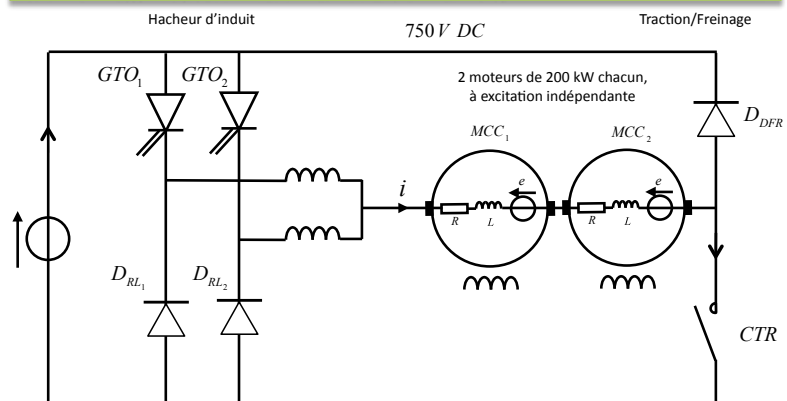 Hacheur d'induit
Traction/Freinage
750V DC
GTO1
GTO2
2 moteurs de 200 kW chacun,
à excitation indépendante
MCC1
MCC2
DDFR
i
e
R
L
e
R
L
DRL1
DRL2
CTR